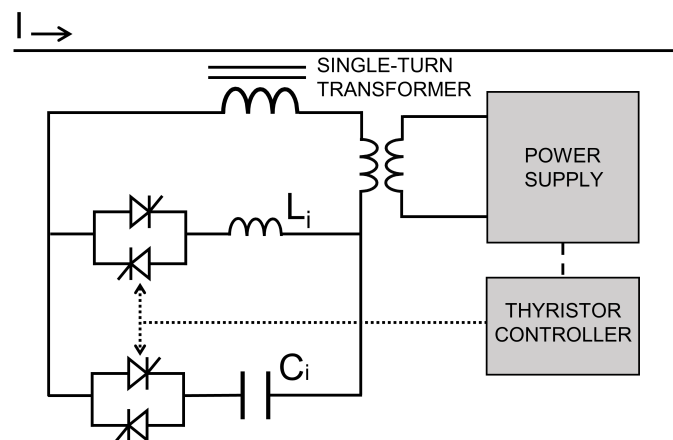 I
SINGLE-TURN
TRANSFORMER
POWER
SUPPLY
Li
THYRISTOR
CONTROLLER
Ci